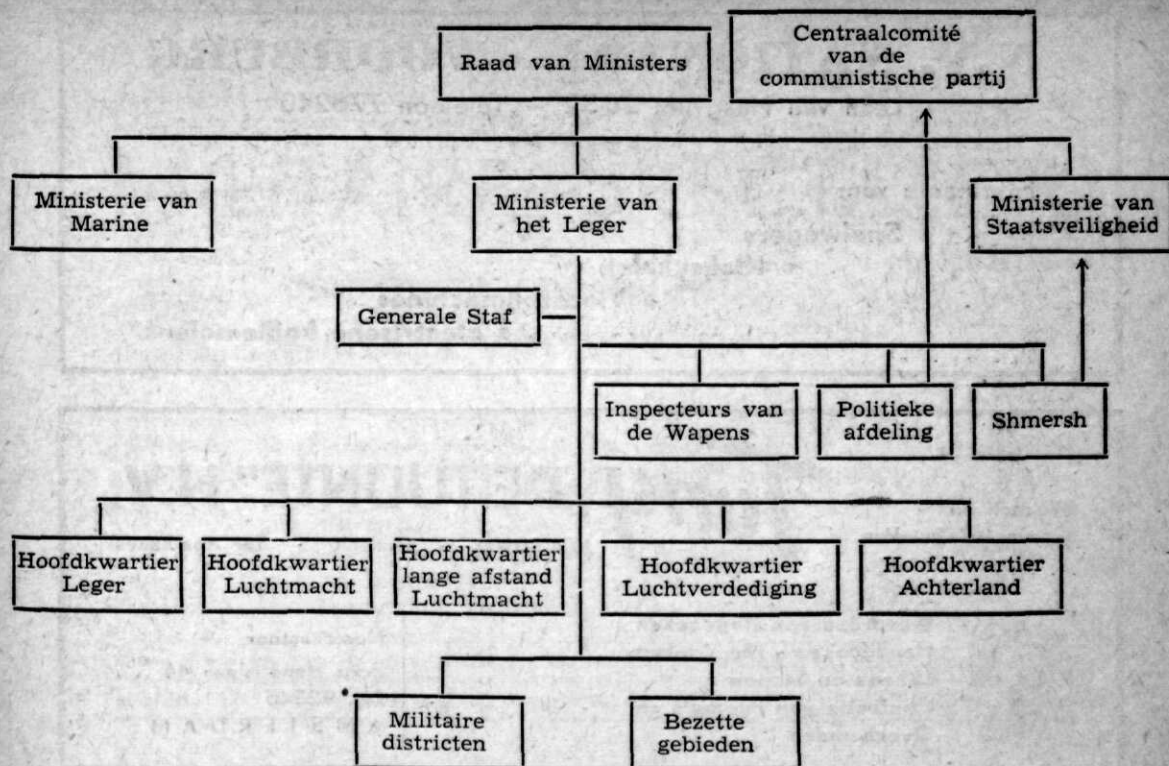 Raad van Ministers
Centraalcomité
van de
communistische partij
Ministerie van
Marine
Ministerie van
het Leger
Ministerie van
Staatsveiligheid
Generale Staf
Inspecteurs van
de Wapens
Politieke
afdeling
Shmersh
Hoofdkwartier
Leger
Hoofdkwartier
Luchtmacht
Hoofdkwartier
lange afstand
Luchtmacht
Hoofdkwartier
Luchtverdediging
Hoofdkwartier
Achterland
Militaire
districten
Bezette
gebieden